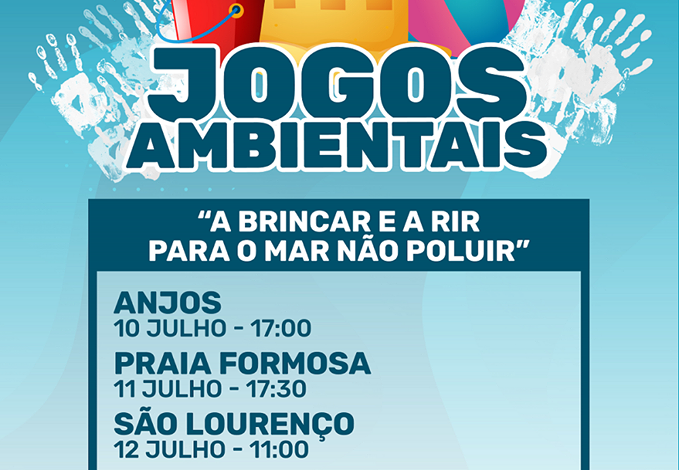 JOGOS
AMBIENTAIS
“A BRINCAR E A RIR
PARA O MAR NÃO POLUIR”
ANJOS
10 JULHO - 17:00
PRAIA FORMOSA
11 JULHO - 17:30
SÃO LOURENÇO
12 JULHO - 11:00